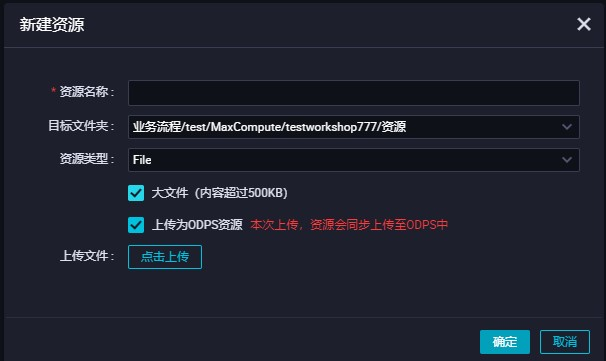 新建资源
* 资源名称：
目标文件夹： 业务流程/test/MaxCompute/testworkshop777/资源
资源类型： File
大文件（内容超过500KB）
上传为ODPS资源 本次上传，资源会同步上传至ODPS中
上传文件： 点击上传
确定 取消